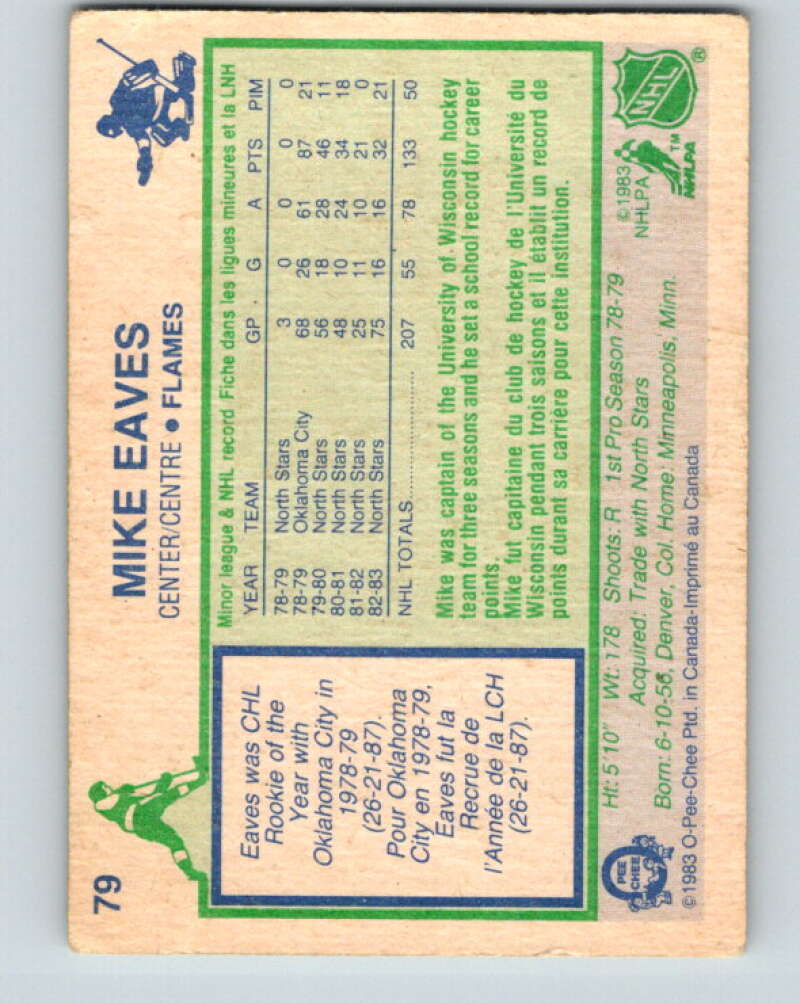 79
MIKE EAVES
CENTER/CENTRE • FLAMES
Eaves was CHL
Rookie of the
Year with
Oklahoma City in
1978-79
(26-21-87).
Pour Oklahoma
City en 1978-79,
Eaves fut la
Recrue de
l'Année de la LCH
(26-21-87).
Minor league & NHL record Fiche dans les ligues mineures et la LNH
YEAR TEAM GP G A PTS PIM
78-79 North Stars 3 0 0 0 0
78-79 Oklahoma City 68 26 61 87 21
79-80 North Stars 56 18 28 46 11
80-81 North Stars 48 10 24 34 18
81-82 North Stars 25 11 10 21 0
82-83 North Stars 75 16 16 32 21
NHL TOTALS 207 55 78 133 50
Mike was captain of the University of Wisconsin hockey
team for three seasons and he set a school record for career
points.
Mike fut capitaine du club de hockey de l'Université du
Wisconsin pendant trois saisons et il établit un record de
points durant sa carrière pour cette institution.
Ht: 5'10" Wt: 178 Shoots: R 1st Pro Season 78-79
Acquired: Trade with North Stars
Born: 6-10-56, Denver, Col. Home: Minneapolis, Minn.
©1983 O-Pee-Chee Ptd. in Canada-Imprimé au Canada
O
PEE
CHEE
©1983
NHLPA
NHLPA
TM
NHL
®